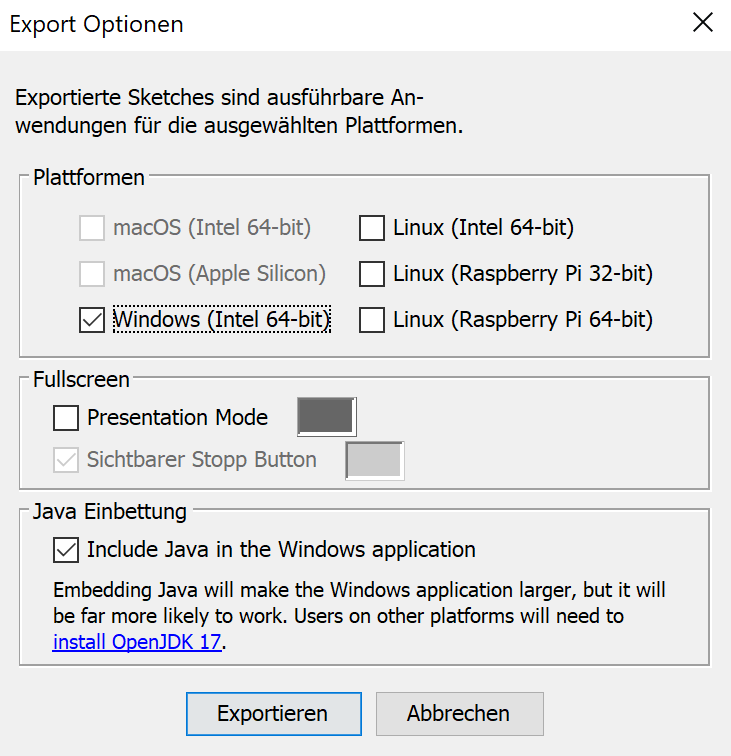 Export Optionen
Exportierte Sketches sind ausführbare An-
wendungen für die ausgewählten Plattformen.
Plattformen
macOS (Intel 64-bit)
Linux (Intel 64-bit)
macOS (Apple Silicon)
Linux (Raspberry Pi 32-bit)
Windows (Intel 64-bit)
Linux (Raspberry Pi 64-bit)
Fullscreen
Presentation Mode
Sichtbarer Stopp Button
Java Einbettung
Include Java in the Windows application
Embedding Java will make the Windows application larger, but it will
be far more likely to work. Users on other platforms will need to
install OpenJDK 17.
Exportieren
Abbrechen